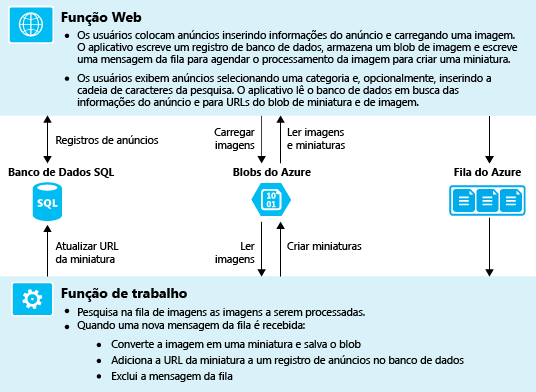 Função Web
• Os usuários colocam anúncios inserindo informações do anúncio e carregando uma imagem.
O aplicativo escreve um registro de banco de dados, armazena um blob de imagem e escreve
uma mensagem da fila para agendar o processamento da imagem para criar uma miniatura.
• Os usuários exibem anúncios selecionando uma categoria e, opcionalmente, inserindo a
cadeia de caracteres da pesquisa. O aplicativo lê o banco de dados em busca das
informações do anúncio e para URLs do blob de miniatura e de imagem.
Registros de anúncios
Carregar
imagens
Ler imagens
e miniaturas
Banco de Dados SQL
Blobs do Azure
Fila do Azure
SQL
10
01
Atualizar URL
da miniatura
Ler
imagens
Criar miniaturas
Função de trabalho
• Pesquisa na fila de imagens as imagens a serem processadas.
• Quando uma nova mensagem da fila é recebida:
• Converte a imagem em uma miniatura e salva o blob
• Adiciona a URL da miniatura a um registro de anúncios no banco de dados
• Exclui a mensagem da fila